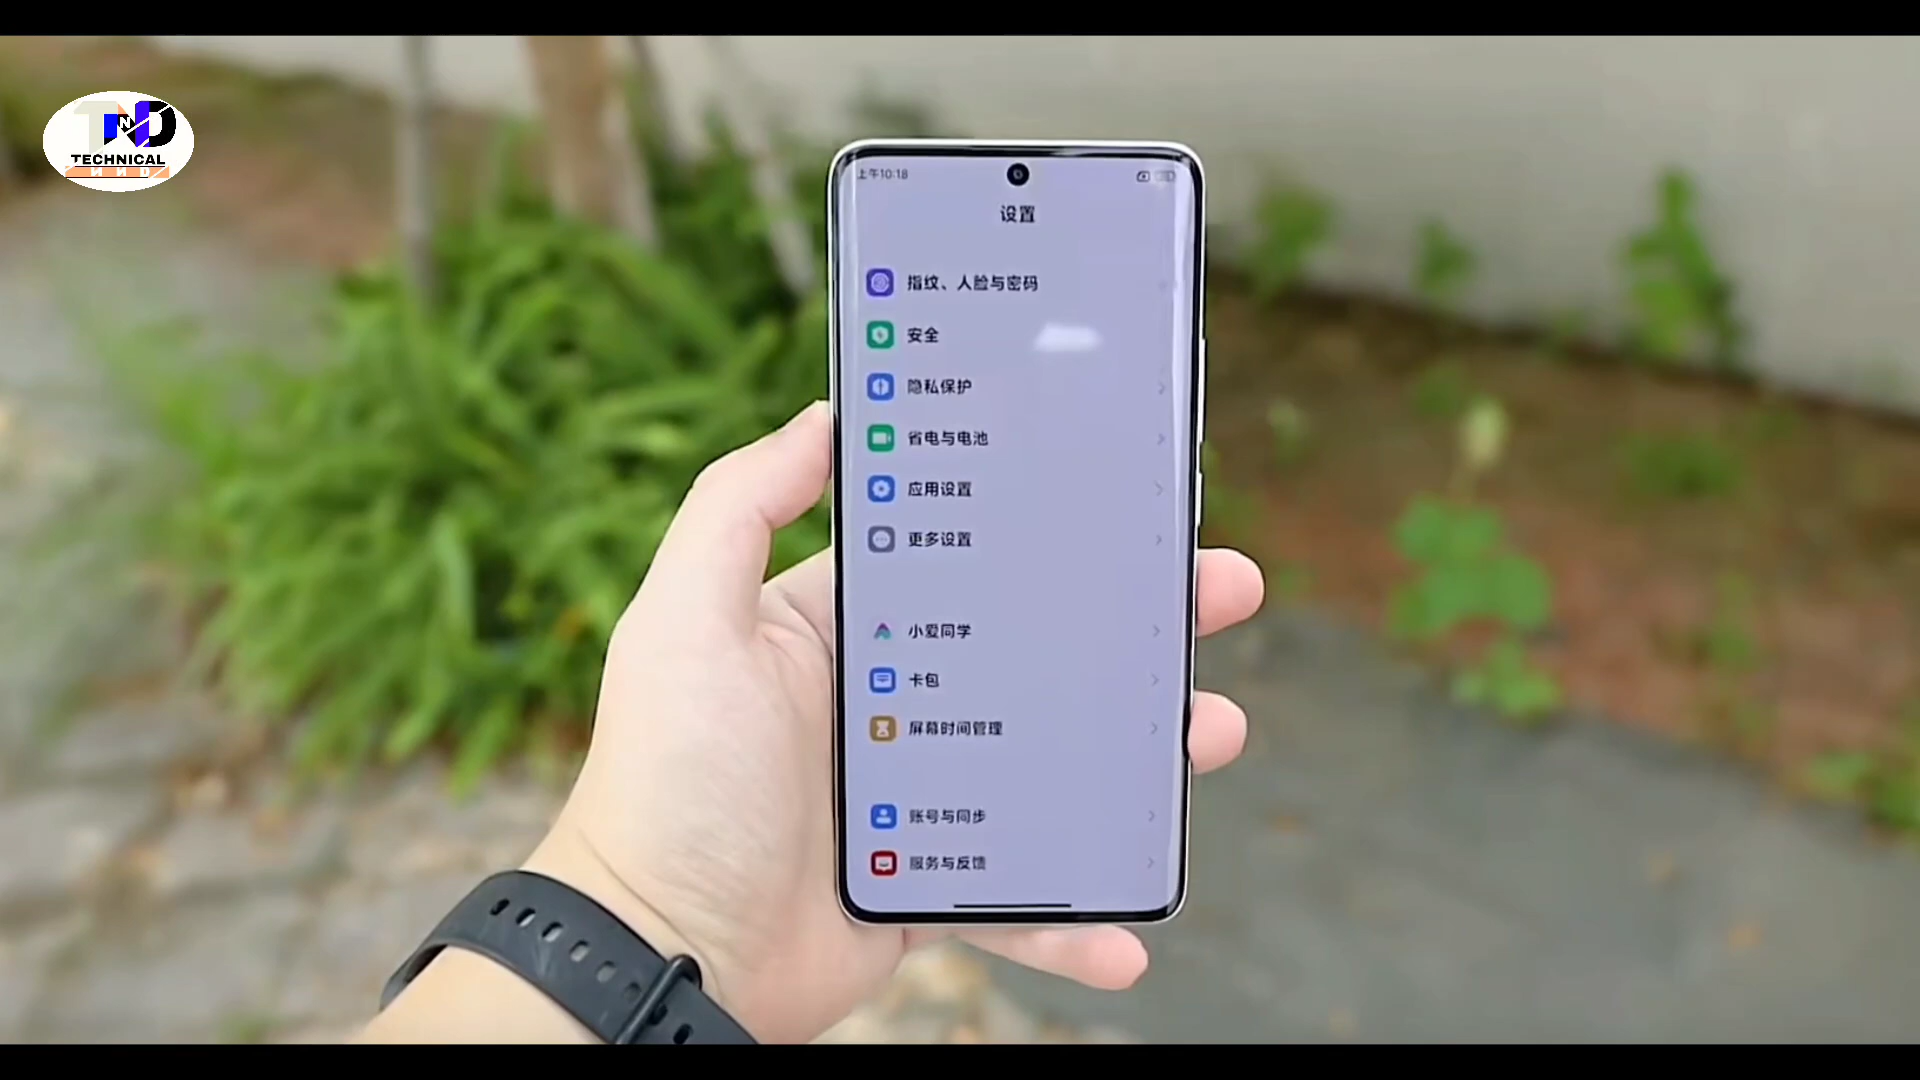 TND
TECHNICAL
上午10:18
设置
指纹、人脸与密码
安全
隐私保护
省电与电池
应用设置
更多设置
小爱同学
卡包
屏幕时间管理
账号与同步
服务与反馈